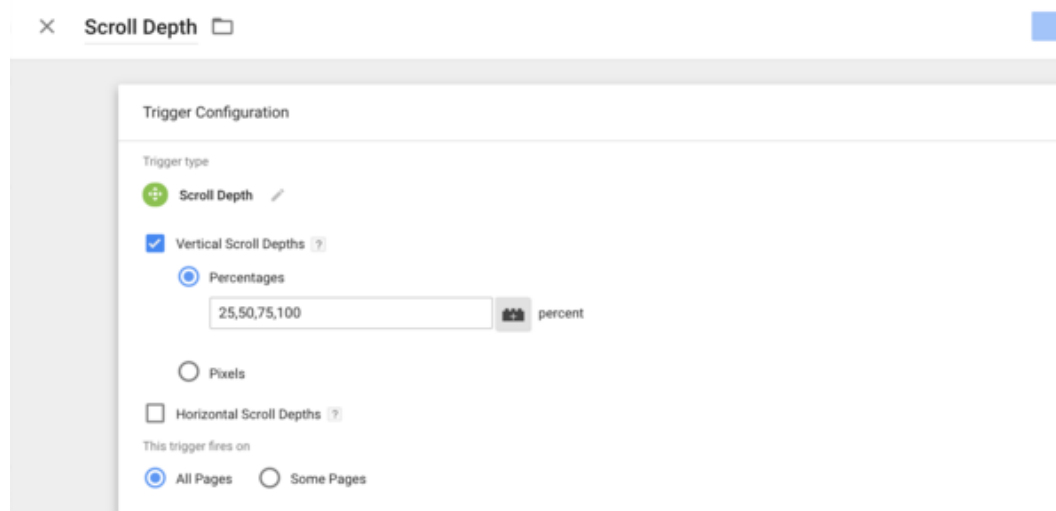 Scroll Depth
Trigger Configuration
Trigger type
Scroll Depth
Vertical Scroll Depths ?
Percentages
25,50,75,100 percent
Pixels
Horizontal Scroll Depths ?
This trigger fires on
All Pages Some Pages